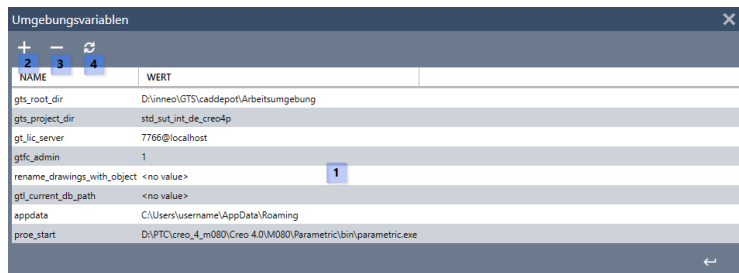 Umgebungsvariablen
2 3 4
NAME WERT
gts_root_dir D:\inneo\GTS\caddepot\Arbeitsumgebung
gts_project_dir std_sut_int_de_creo4p
gt_lic_server 7766@localhost
gtfc_admin 1
rename_drawings_with_object <no value> 1
gtl_current_db_path <no value>
appdata C:\Users\username\AppData\Roaming
proe_start D:\PTC\creo_4_m080\Creo 4.0\M080\Parametric\bin\parametric.exe